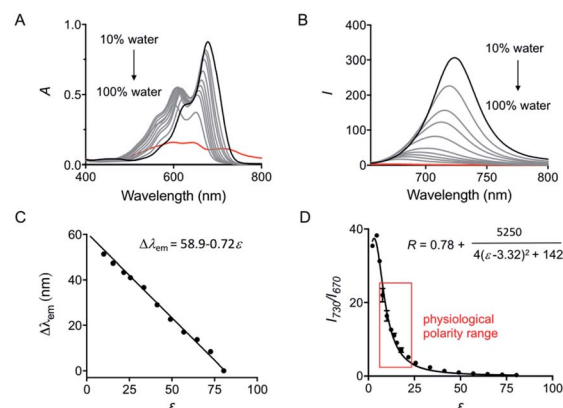 A
1.0
0.5
0.0
A
10% water
100% water
400
500
600
700
800
Wavelength (nm)
B
400
300
200
100
0
I
10% water
100% water
700
750
800
Wavelength (nm)
C
60
40
20
0
Δλem (nm)
Δλem = 58.9-0.72ε
0
25
50
75
100
ε
D
60
40
20
0
I730/I670
R = 0.78 + 5250 / 4(ε-3.32)² + 142
physiological
polarity range
0
25
50
75
100
ε